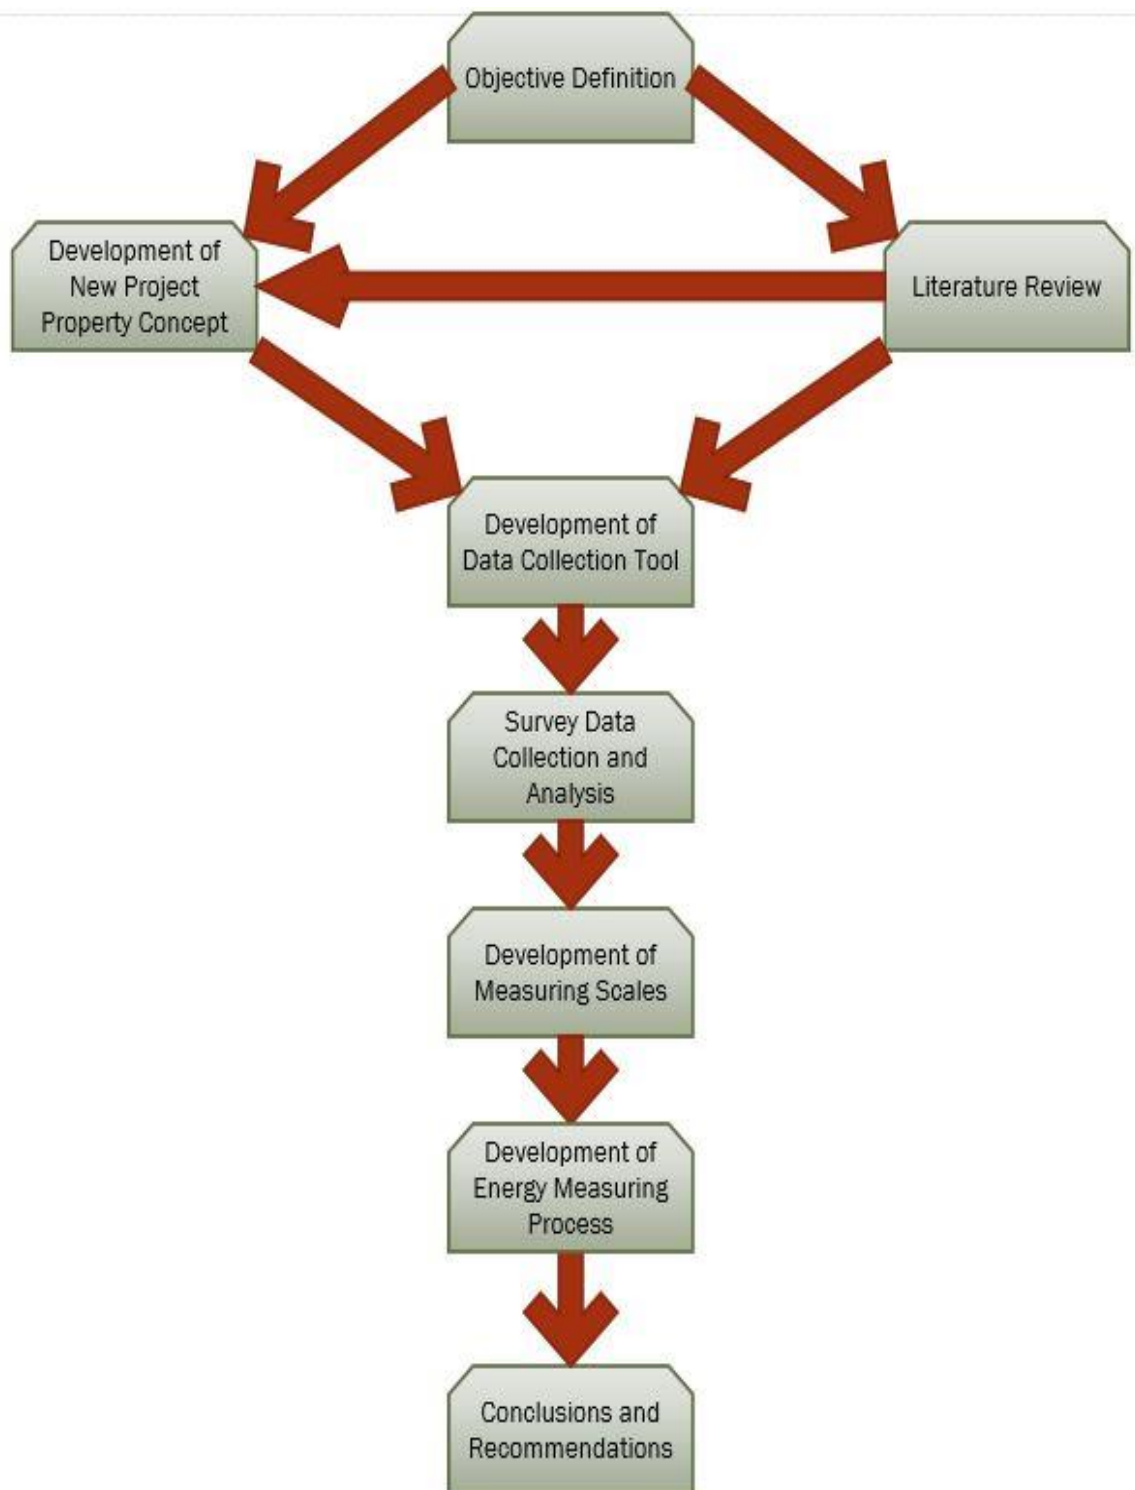 Objective Definition
Development of
New Project
Property Concept
Literature Review
Development of
Data Collection Tool
Survey Data
Collection and
Analysis
Development of
Measuring Scales
Development of
Energy Measuring
Process
Conclusions and
Recommendations